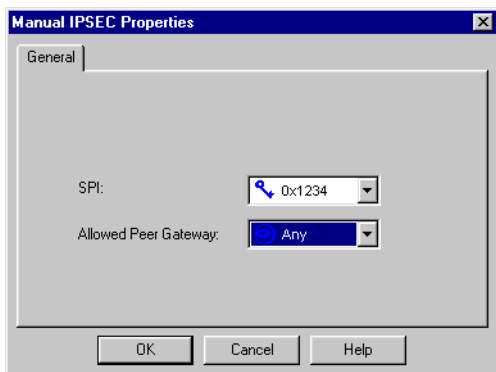 Manual IPSEC Properties
General
SPI: 0x1234
Allowed Peer Gateway: Any
OK Cancel Help